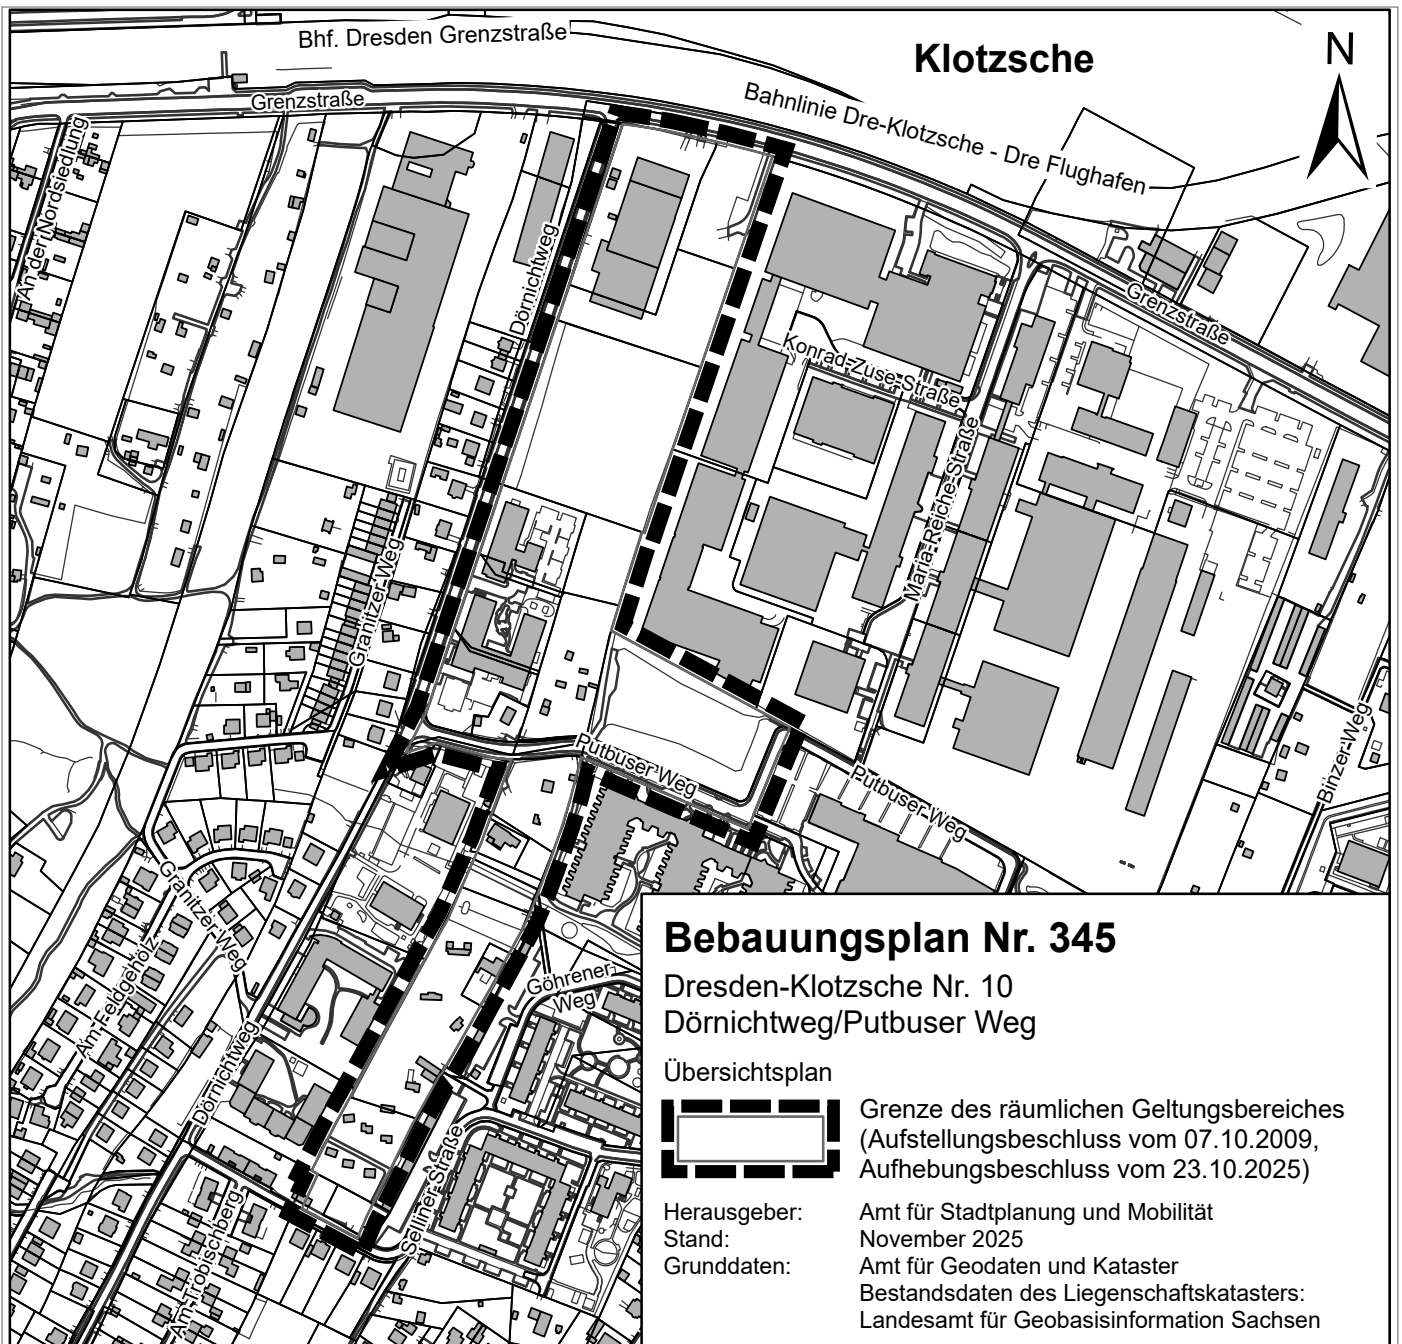 Bhf. Dresden Grenzstraße
Klotzsche
N
Grenzstraße
Bahnlinie Dre-Klotzsche - Dre Flughafen
An der Nordsiedlung
Dörnichtweg
Grenzstraße
Konrad-Zuse-Straße
Maria-Reiche-Straße
Granitzer Weg
Putbuser Weg
Putbuser Weg
Binzer Weg
Granitzer Weg
Am Feldgehölz
Göhrener
Weg
Dörnichtweg
Selliner Straße
Am Trobischberg
Bebauungsplan Nr. 345
Dresden-Klotzsche Nr. 10
Dörnichtweg/Putbuser Weg
Übersichtsplan
Grenze des räumlichen Geltungsbereiches
(Aufstellungsbeschluss vom 07.10.2009,
Aufhebungsbeschluss vom 23.10.2025)
Herausgeber: Amt für Stadtplanung und Mobilität
Stand: November 2025
Grunddaten: Amt für Geodaten und Kataster
Bestandsdaten des Liegenschaftskatasters:
Landesamt für Geobasisinformation Sachsen